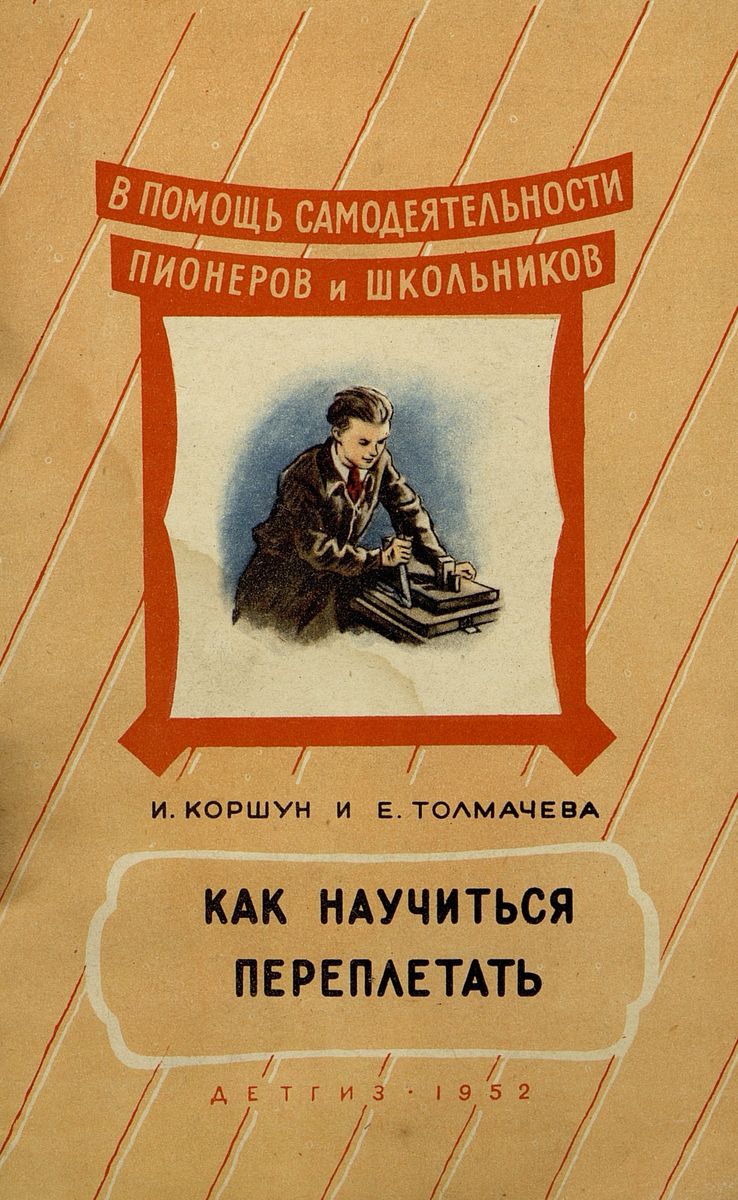 В ПОМОЩЬ САМОДЕЯТЕЛЬНОСТИ
ПИОНЕРОВ и ШКОЛЬНИКОВ
И. КОРШУН И Е. ТОЛМАЧЕВА
КАК НАУЧИТЬСЯ
ПЕРЕПЛЕТАТЬ
ДЕТГИЗ · 1952